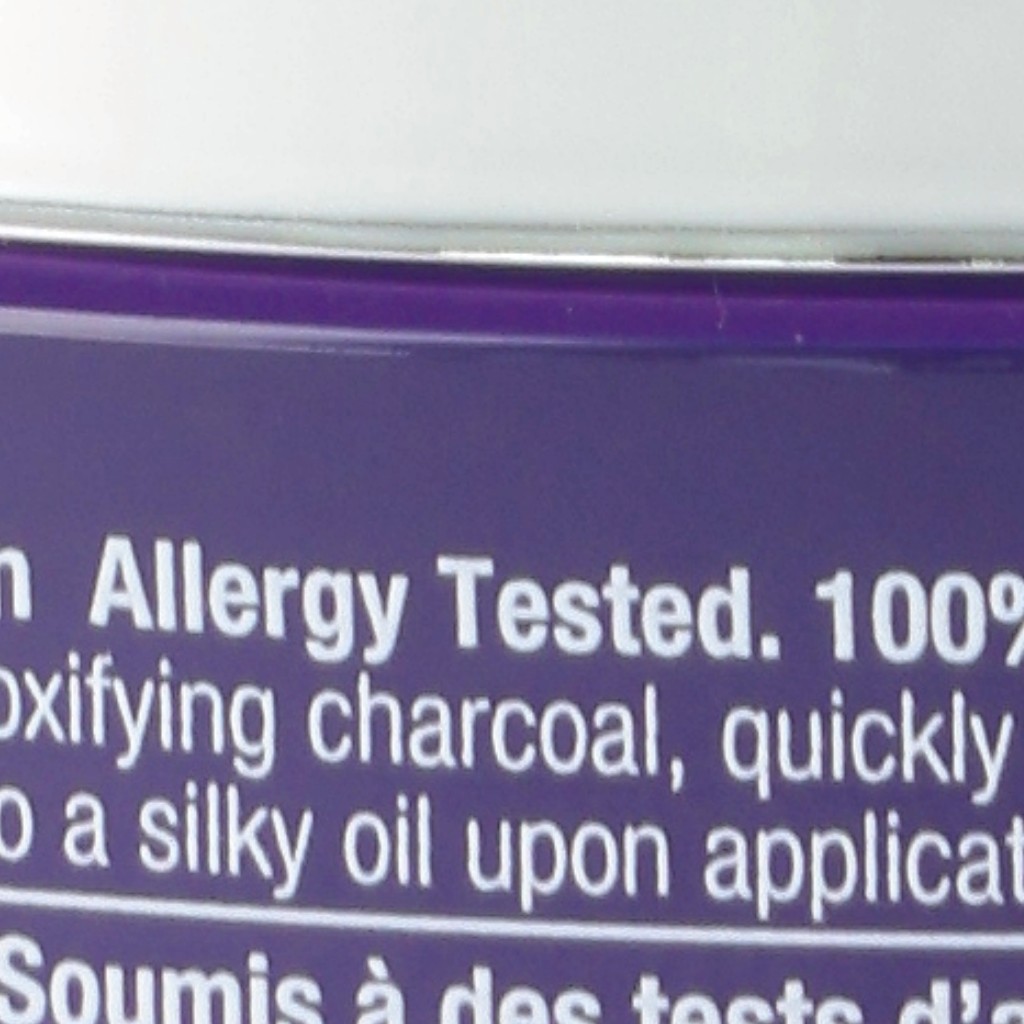 n Allergy Tested. 100%
oxifying charcoal, quickly
o a silky oil upon applicat
Soumis à des tests d'a